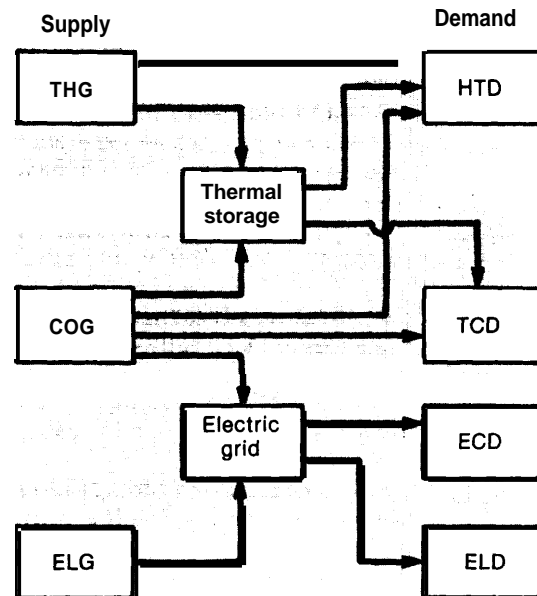 Supply
Demand
THG
HTD
Thermal
storage
COG
TCD
Electric
grid
ECD
ELG
ELD